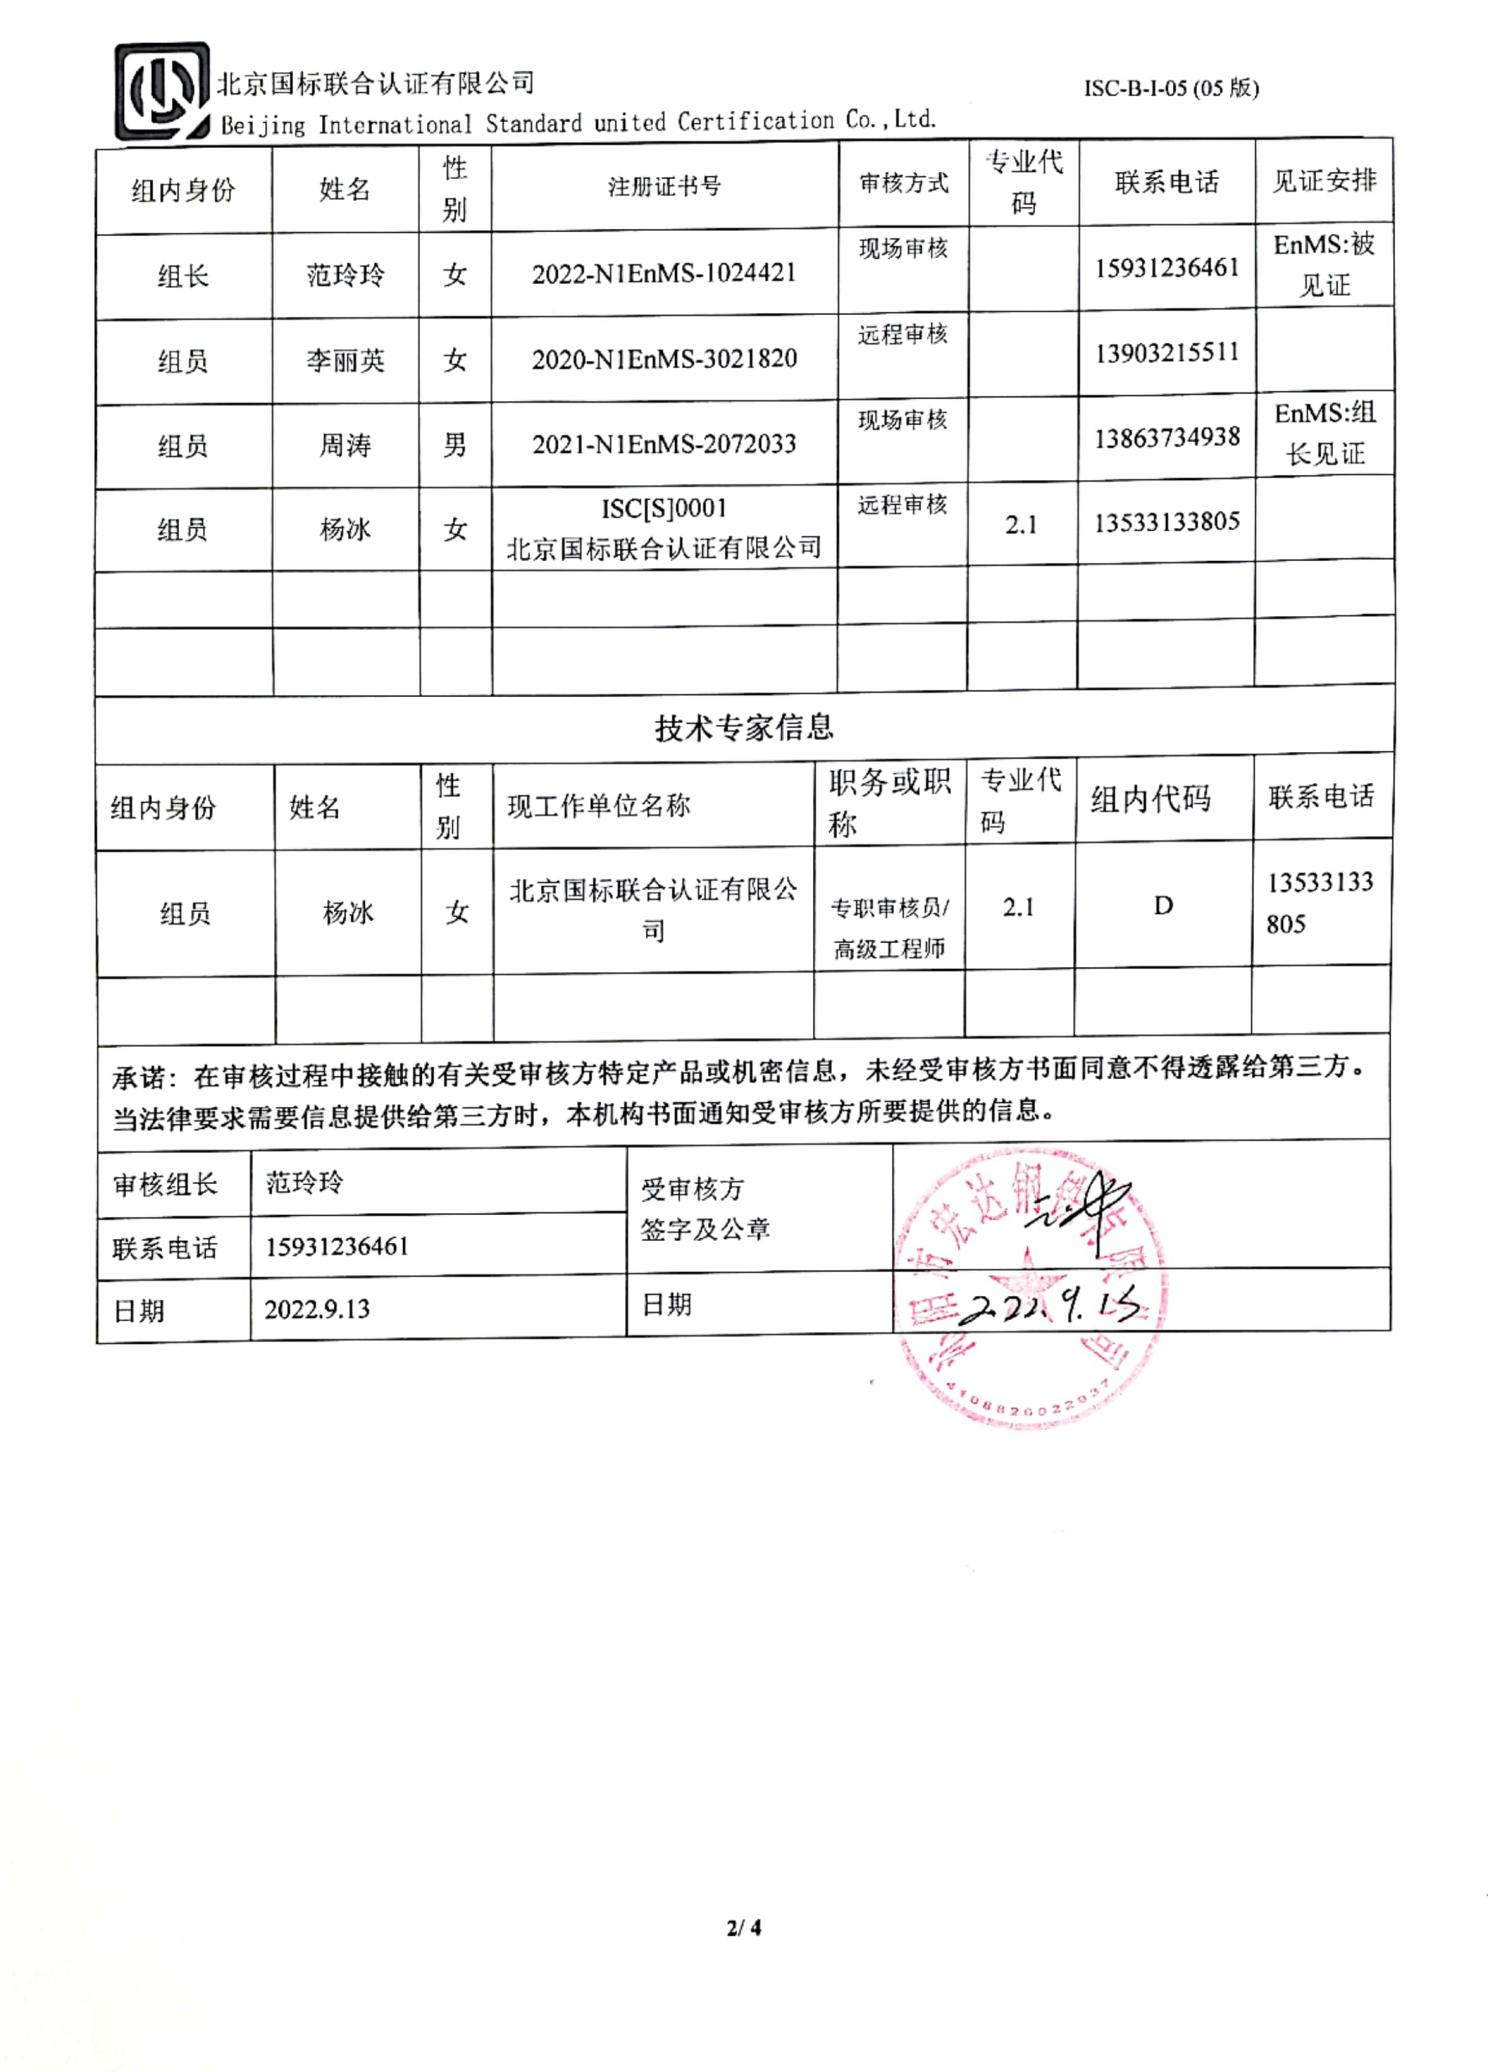 北京国标联合认证有限公司
ISC-B-I-05 (05 版)
Beijing International Standard united Certification Co.,Ltd.
组内身份 姓名 性别 注册证书号 审核方式 专业代码 联系电话 见证安排
组长 范玲玲 女 2022-N1EnMS-1024421 现场审核 15931236461 EnMS:被见证
组员 李丽英 女 2020-N1EnMS-3021820 远程审核 13903215511
组员 周涛 男 2021-N1EnMS-2072033 现场审核 13863734938 EnMS:组长见证
组员 杨冰 女 ISC[S]0001 北京国标联合认证有限公司 远程审核 2.1 13533133805
技术专家信息
组内身份 姓名 性别 现工作单位名称 职务或职称 专业代码 组内代码 联系电话
组员 杨冰 女 北京国标联合认证有限公司 专职审核员/高级工程师 2.1 D 13533133805
承诺：在审核过程中接触的有关受审核方特定产品或机密信息，未经受审核方书面同意不得透露给第三方。
当法律要求需要信息提供给第三方时，本机构书面通知受审核方所要提供的信息。
审核组长 范玲玲
受审核方
签字及公章
联系电话 15931236461
日期 2022.9.13
日期
2/ 4